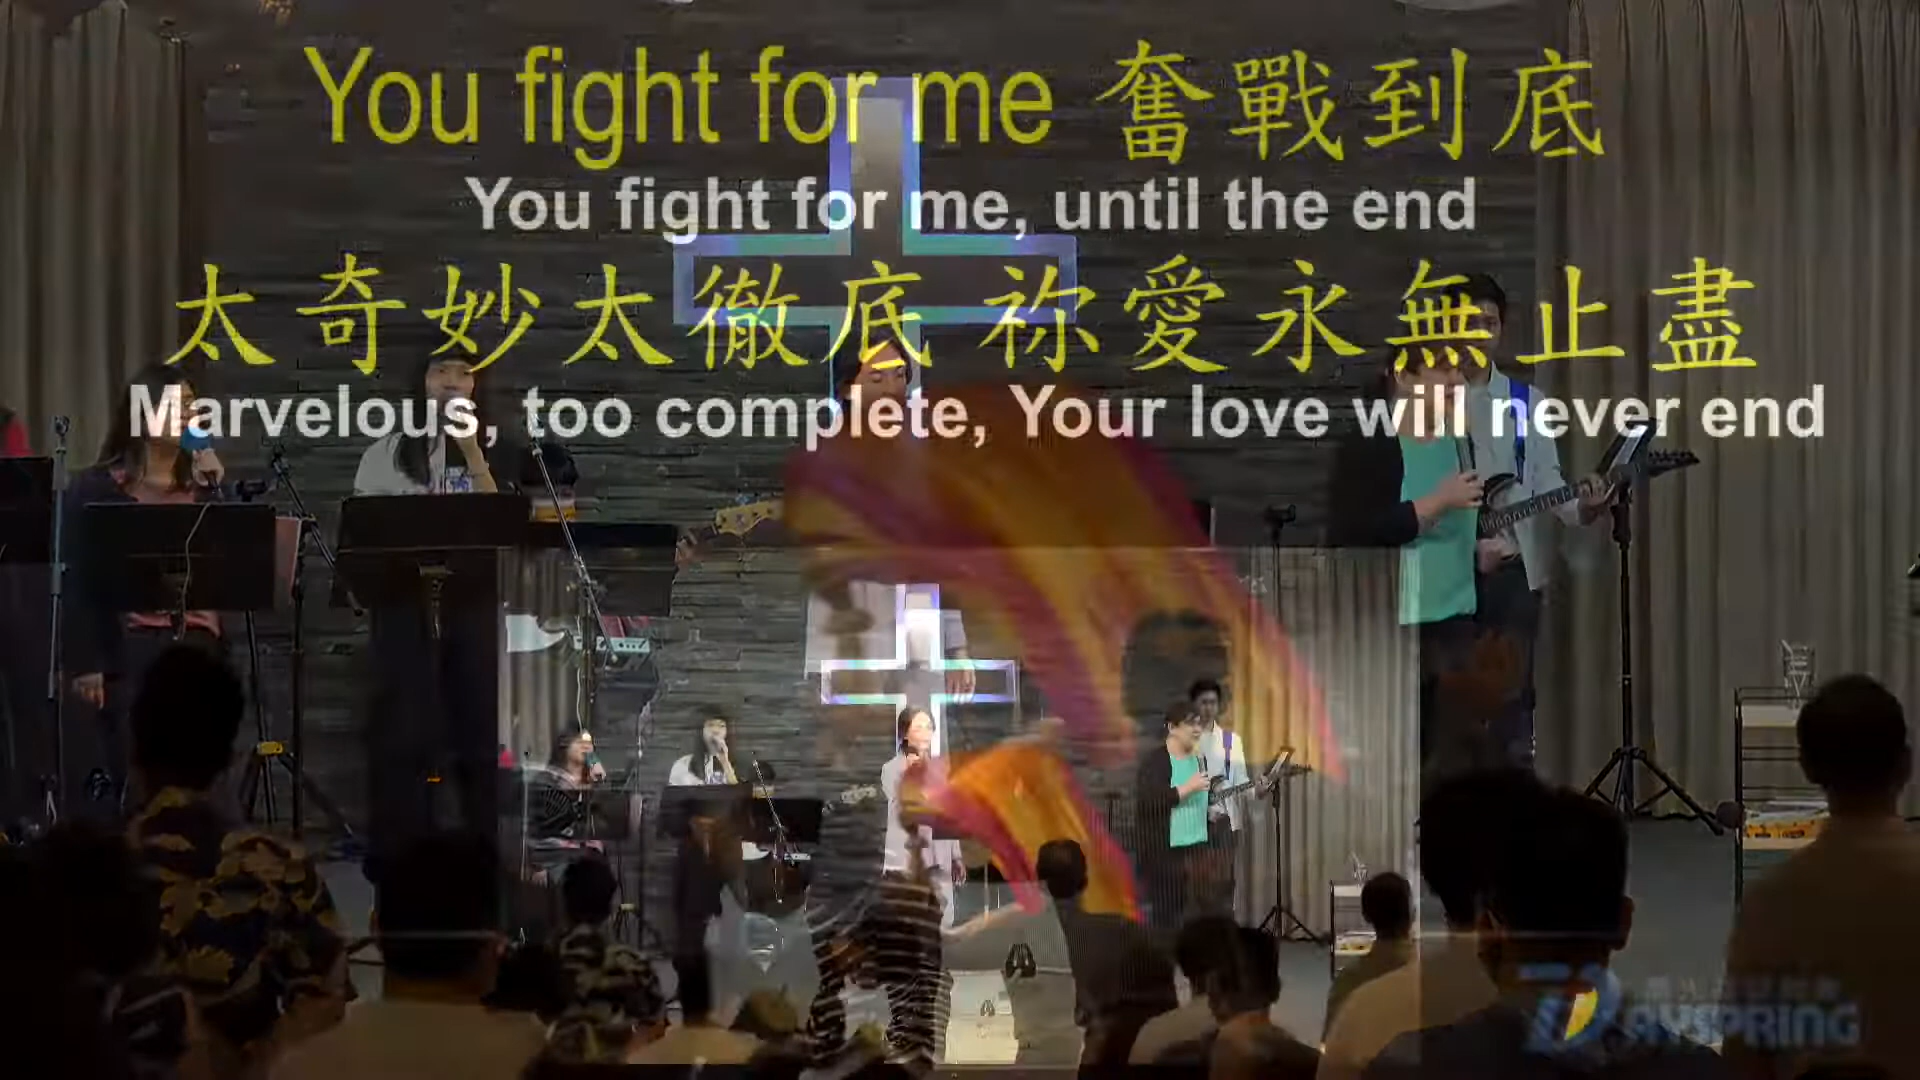 You fight for me 奮戰到底
You fight for me, until the end
太奇妙太徹底 祢愛永無止盡
Marvelous, too complete, Your love will never end
DAYSPRING